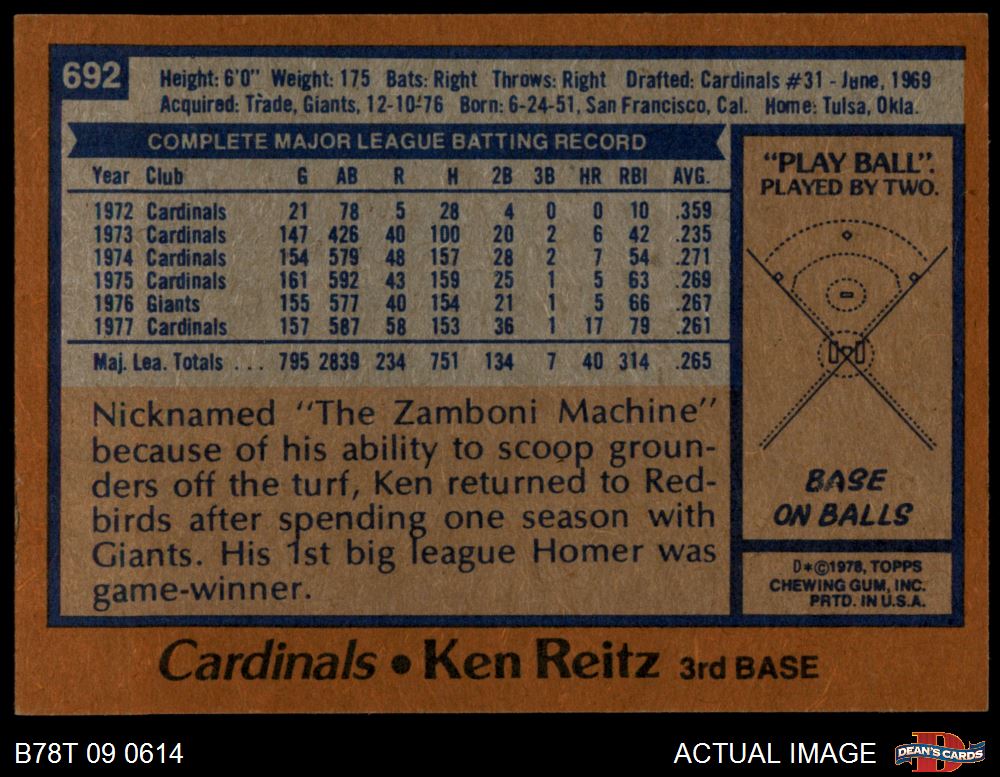 692
Height: 6'0" Weight: 175 Bats: Right Throws: Right Drafted: Cardinals #31 - June, 1969
Acquired: Trade, Giants, 12-10-76 Born: 6-24-51, San Francisco, Cal. Home: Tulsa, Okla.
COMPLETE MAJOR LEAGUE BATTING RECORD
Year Club G AB R H 2B 3B HR RBI AVG.
1972 Cardinals 21 78 5 28 4 0 0 10 .359
1973 Cardinals 147 426 40 100 20 2 6 42 .235
1974 Cardinals 154 579 48 157 28 2 7 54 .271
1975 Cardinals 161 592 43 159 25 1 5 63 .269
1976 Giants 155 577 40 154 21 1 5 66 .267
1977 Cardinals 157 587 58 153 36 1 17 79 .261
Maj. Lea. Totals ... 795 2839 234 751 134 7 40 314 .265
Nicknamed "The Zamboni Machine"
because of his ability to scoop groun-
ders off the turf, Ken returned to Red-
birds after spending one season with
Giants. His 1st big league Homer was
game-winner.
"PLAY BALL".
PLAYED BY TWO.
BASE
ON BALLS
D*©1978, TOPPS
CHEWING GUM, INC.
PRTD. IN U.S.A.
Cardinals • Ken Reitz 3rd BASE
B78T 09 0614
ACTUAL IMAGE
D
DEAN'S CARDS